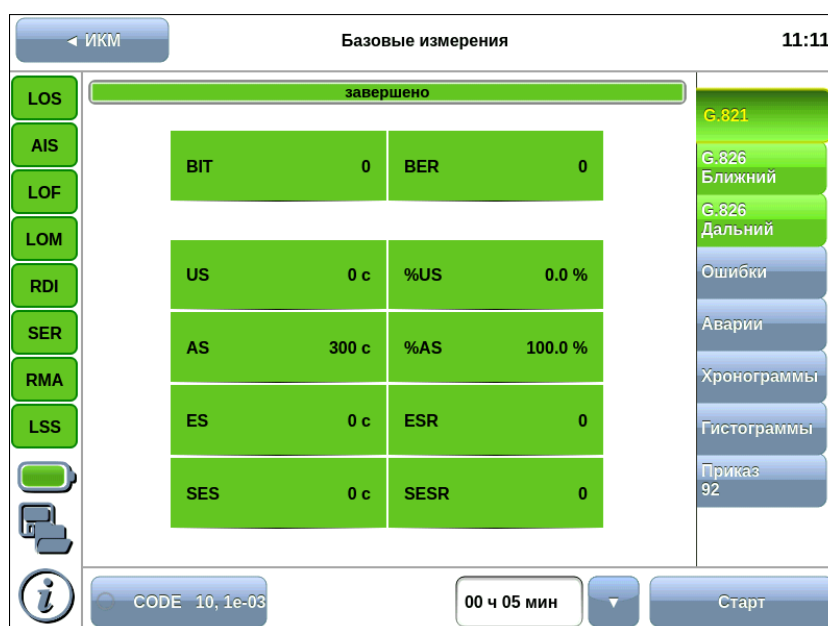 ◄ ИКМ
Базовые измерения
11:11
LOS
AIS
LOF
LOM
RDI
SER
RMA
LSS
завершено
BIT 0 BER 0
US 0 с %US 0.0 %
AS 300 с %AS 100.0 %
ES 0 с ESR 0
SES 0 с SESR 0
G.821
G.826
Ближний
G.826
Дальний
Ошибки
Аварии
Хронограммы
Гистограммы
Приказ
92
CODE 10, 1e-03
00 ч 05 мин
▼
Старт